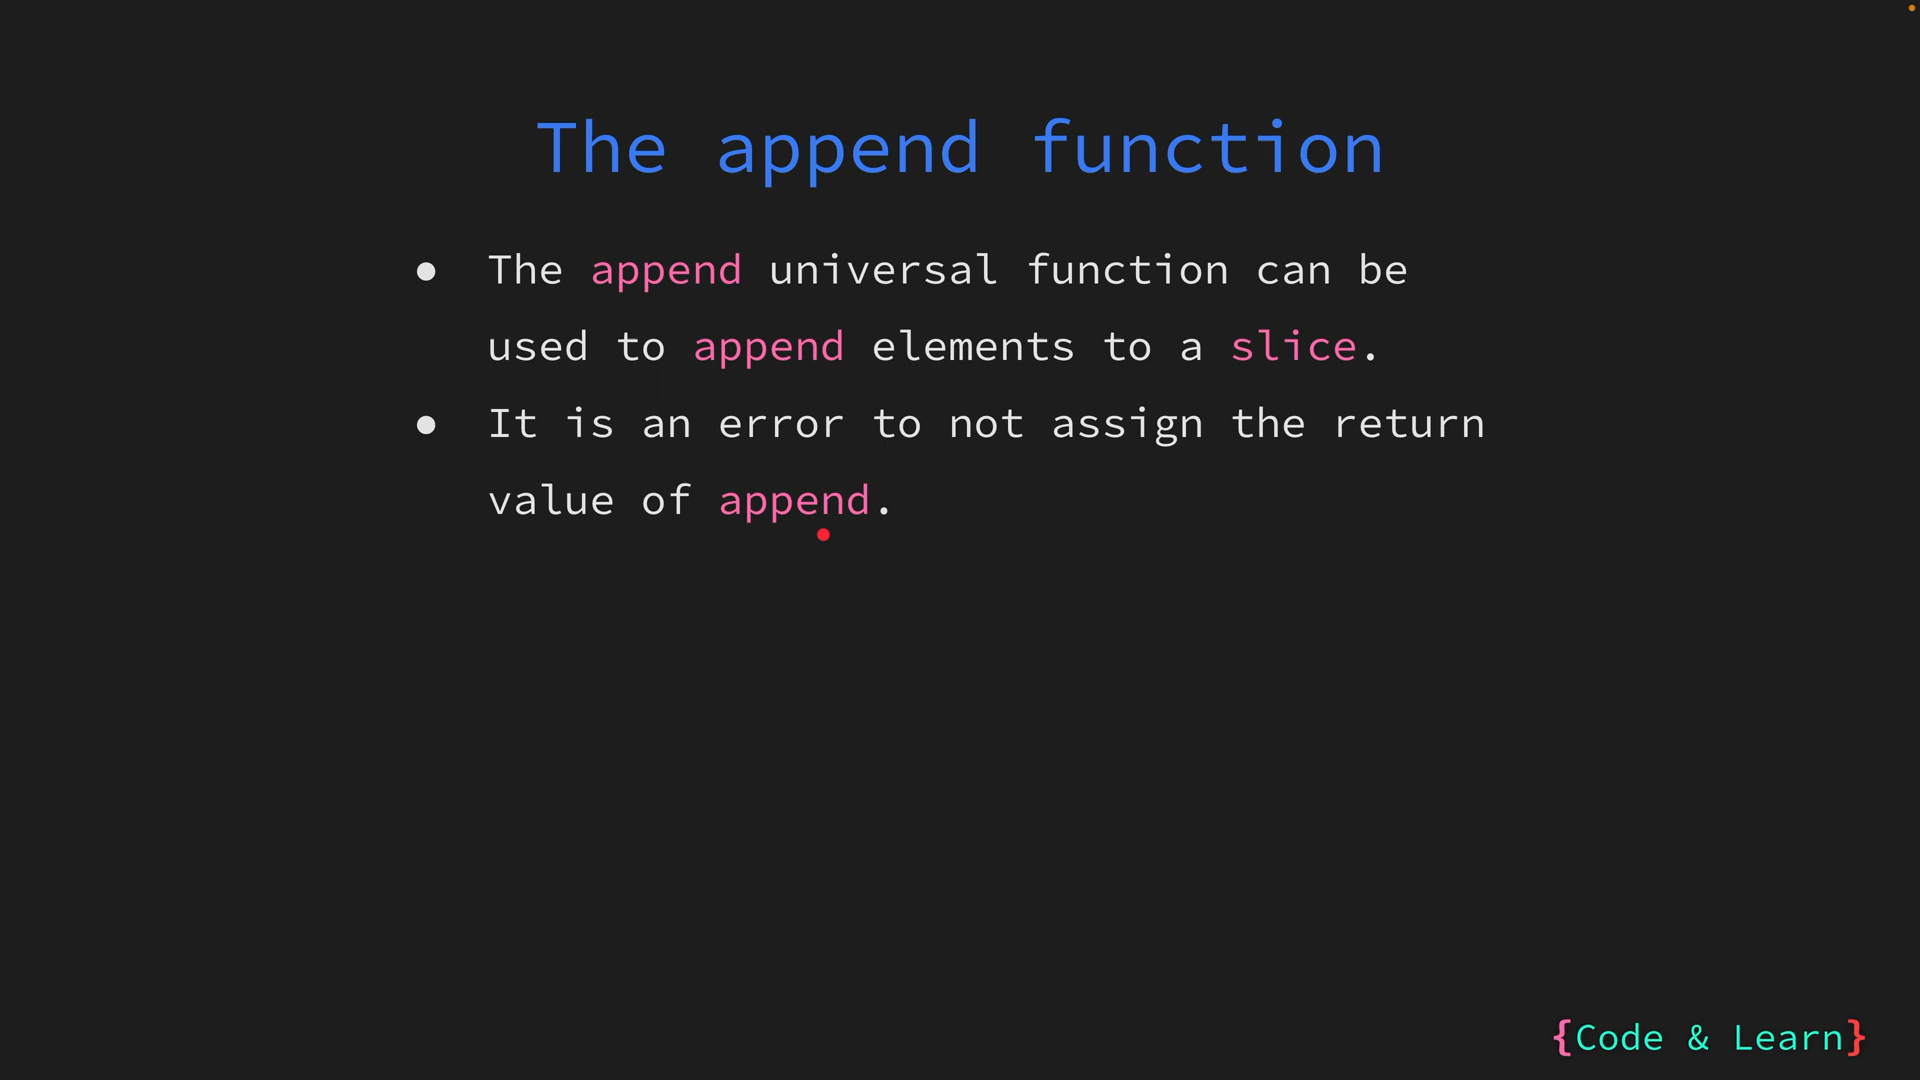 The append function
● The append universal function can be
used to append elements to a slice.
● It is an error to not assign the return
value of append.
{Code & Learn}